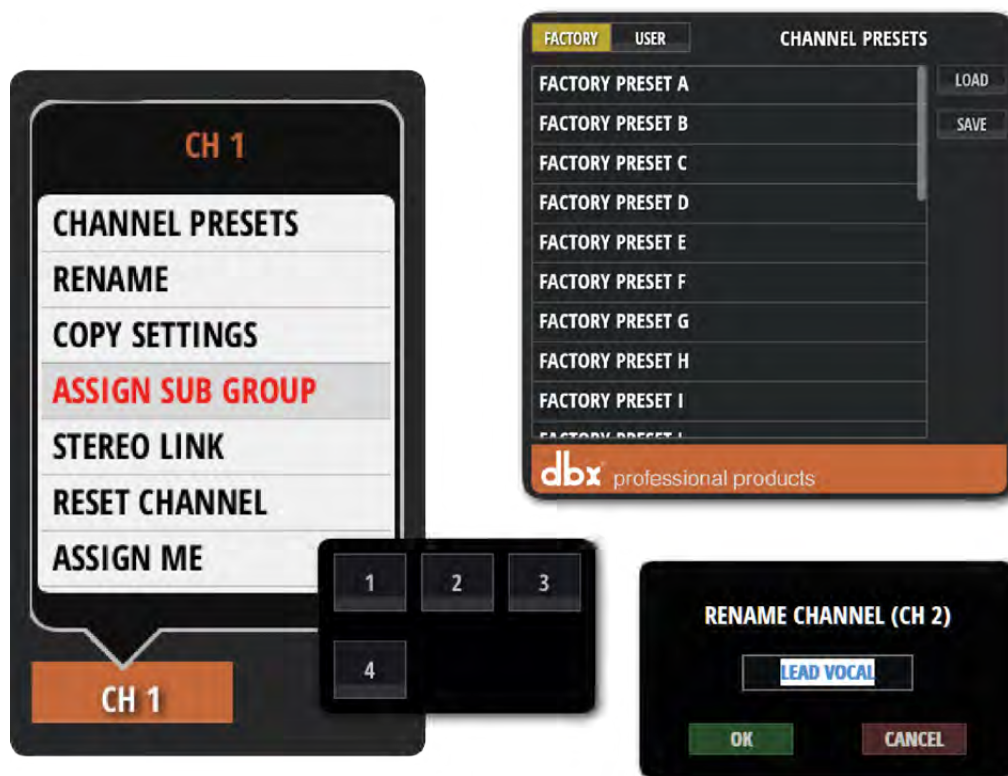 CH 1
CHANNEL PRESETS
RENAME
COPY SETTINGS
ASSIGN SUB GROUP
STEREO LINK
RESET CHANNEL
ASSIGN ME
CH 1
1 2 3
4
FACTORY USER CHANNEL PRESETS
FACTORY PRESET A
FACTORY PRESET B
FACTORY PRESET C
FACTORY PRESET D
FACTORY PRESET E
FACTORY PRESET F
FACTORY PRESET G
FACTORY PRESET H
FACTORY PRESET I
LOAD
SAVE
dbx professional products
RENAME CHANNEL (CH 2)
LEAD VOCAL
OK CANCEL